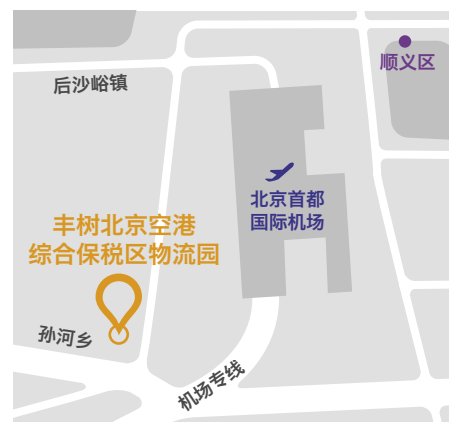 顺义区
后沙峪镇
北京首都
国际机场
丰树北京空港
综合保税区物流园
孙河乡
机场专线